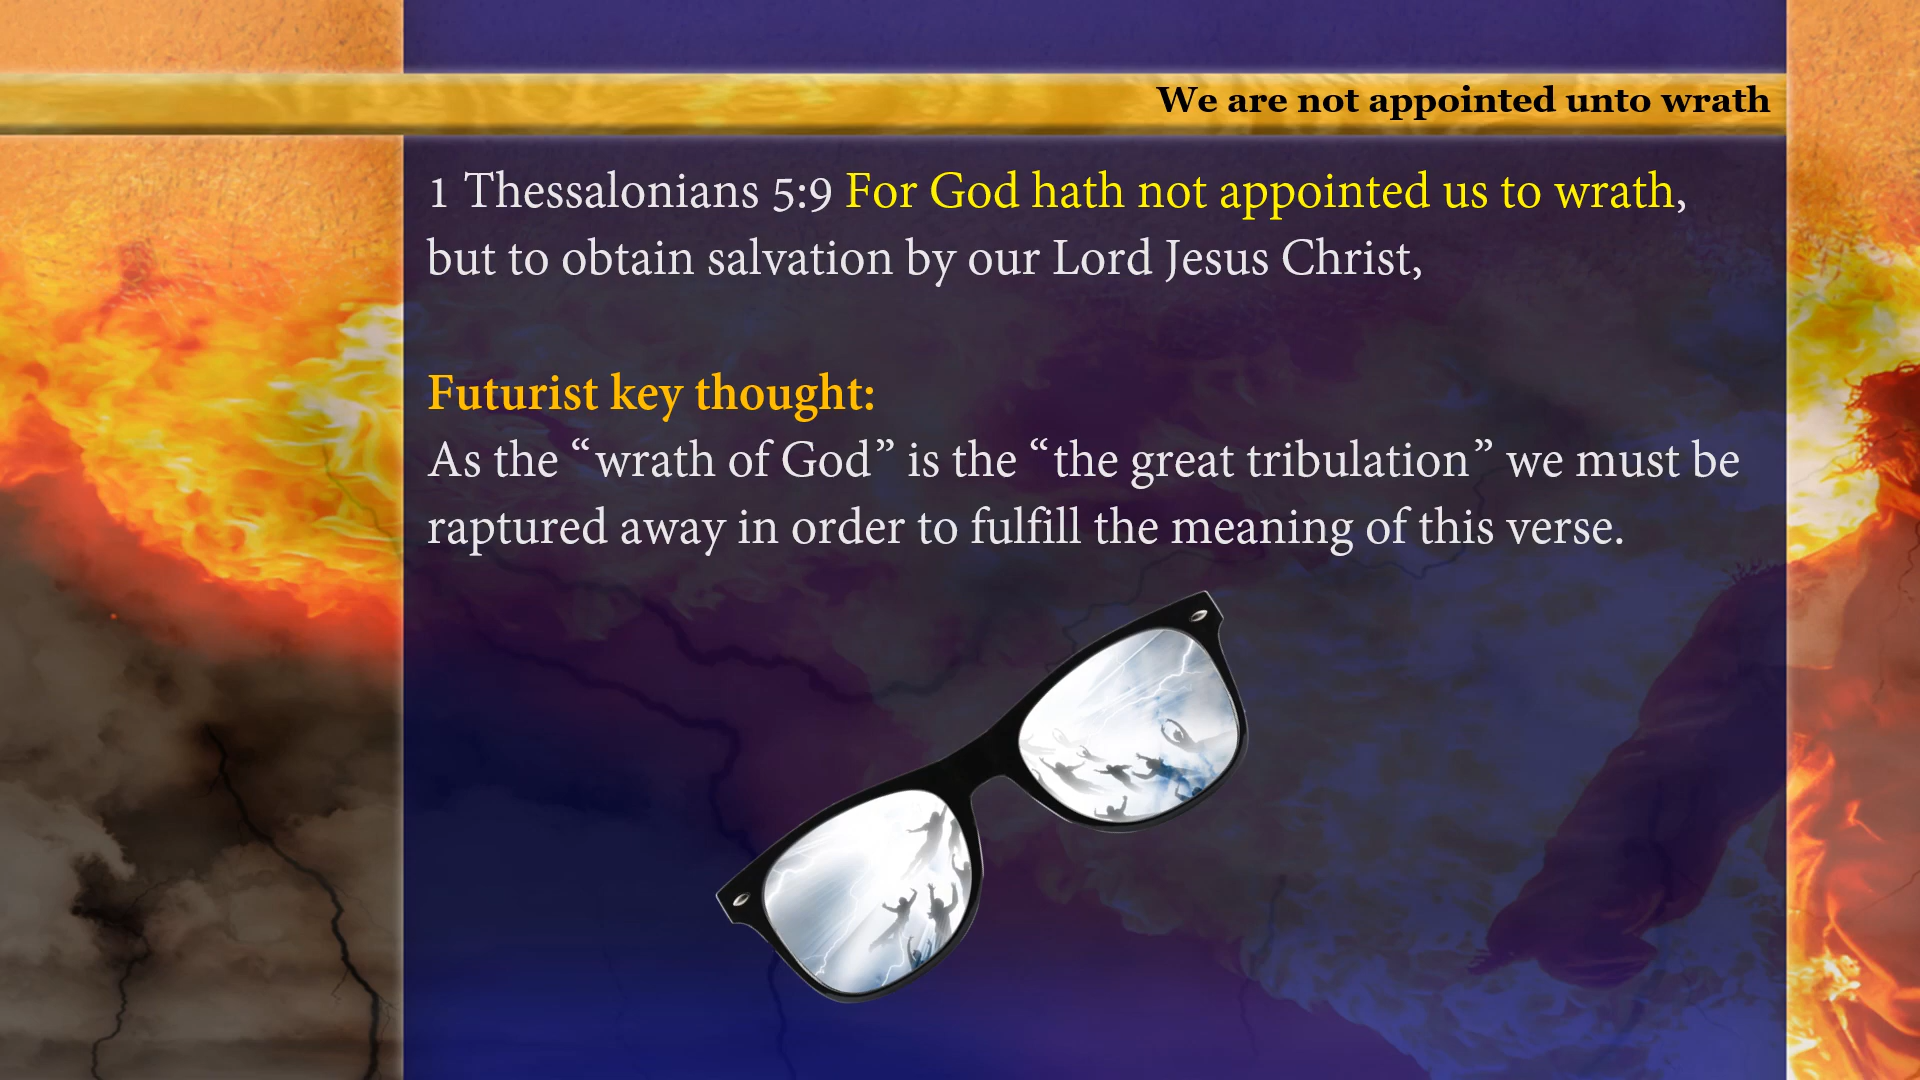 We are not appointed unto wrath
1 Thessalonians 5:9 For God hath not appointed us to wrath,
but to obtain salvation by our Lord Jesus Christ,
Futurist key thought:
As the “wrath of God” is the “the great tribulation” we must be
raptured away in order to fulfill the meaning of this verse.